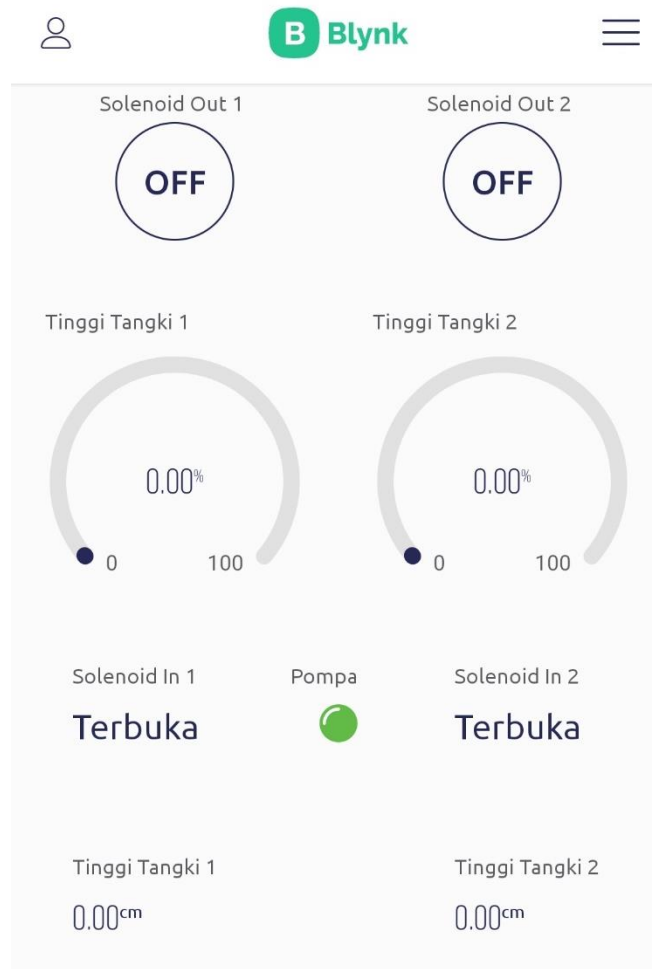 B Blynk
Solenoid Out 1 Solenoid Out 2
OFF OFF
Tinggi Tangki 1 Tinggi Tangki 2
0.00% 0.00%
0 100 0 100
Solenoid In 1 Pompa Solenoid In 2
Terbuka Terbuka
Tinggi Tangki 1 Tinggi Tangki 2
0.00cm 0.00cm